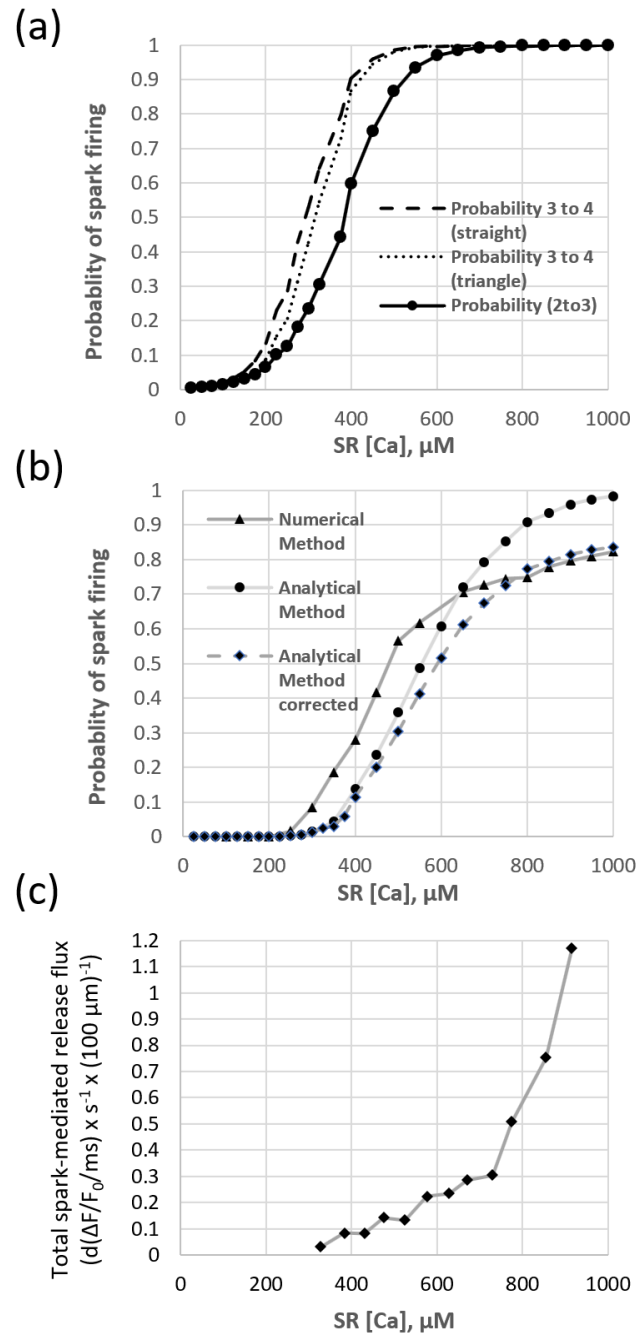 (a)
Probablity of spark firing
1
0.9
0.8
0.7
0.6
0.5
0.4
0.3
0.2
0.1
0
Probability 3 to 4
(straight)
Probability 3 to 4
(triangle)
Probability (2to3)
0 200 400 600 800 1000
SR [Ca], µM
(b)
Probablity of spark firing
1
0.9
0.8
0.7
0.6
0.5
0.4
0.3
0.2
0.1
0
Numerical
Method
Analytical
Method
Analytical
Method
corrected
0 200 400 600 800 1000
SR [Ca], µM
(c)
Total spark-mediated release flux
(d(ΔF/F₀/ms) x s⁻¹ x (100 µm)⁻¹
1.2
1.1
1
0.9
0.8
0.7
0.6
0.5
0.4
0.3
0.2
0.1
0
0 200 400 600 800 1000
SR [Ca], µM